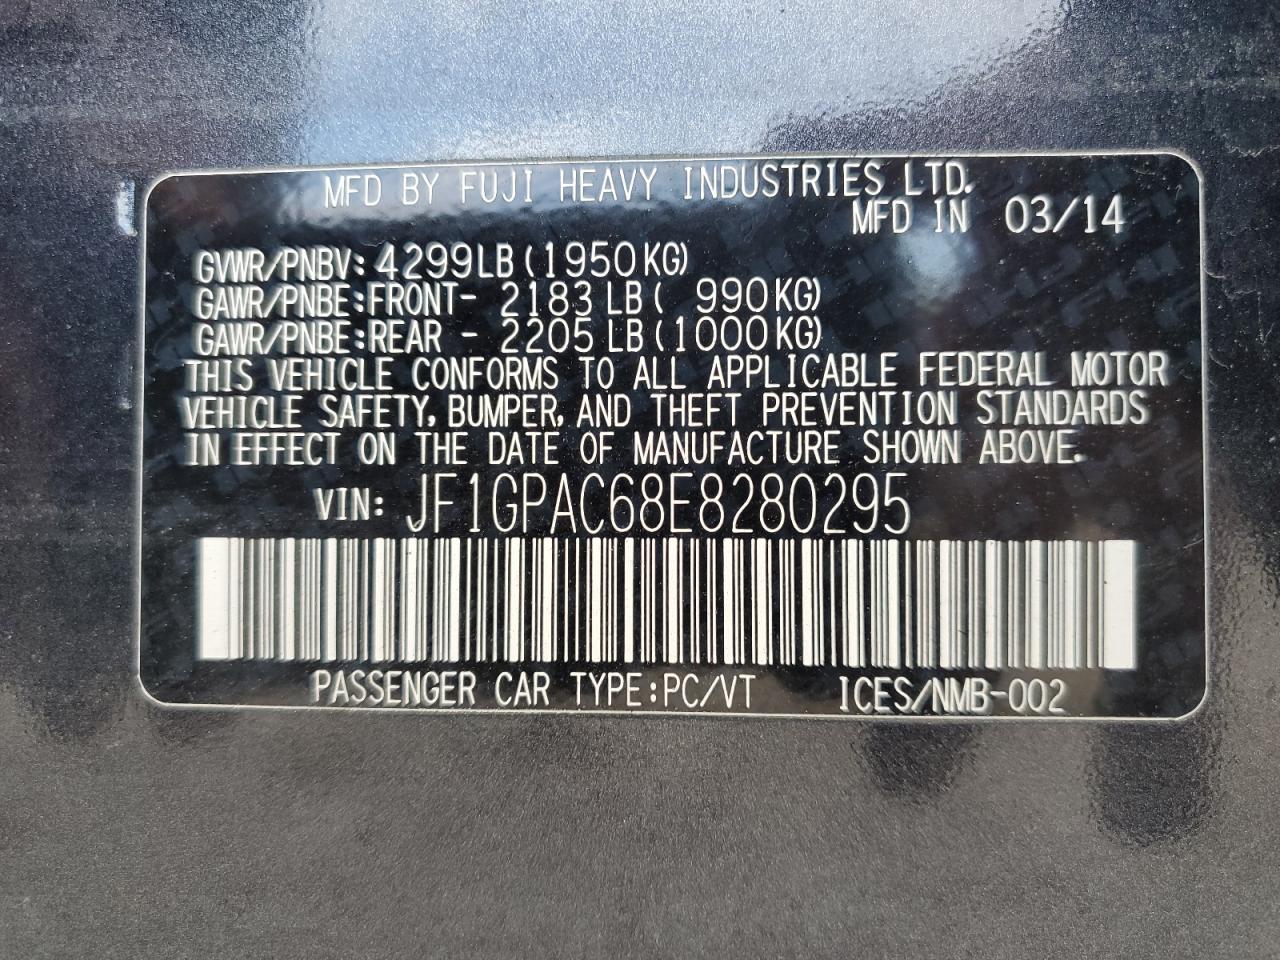 MFD BY FUJI HEAVY INDUSTRIES LTD.
MFD IN 03/14
GVWR/PNBV: 4299LB (1950KG)
GAWR/PNBE:FRONT- 2183 LB ( 990KG)
GAWR/PNBE:REAR - 2205 LB (1000KG)
THIS VEHICLE CONFORMS TO ALL APPLICABLE FEDERAL MOTOR
VEHICLE SAFETY, BUMPER, AND THEFT PREVENTION STANDARDS
IN EFFECT ON THE DATE OF MANUFACTURE SHOWN ABOVE.
VIN: JF1GPAC68E8280295
PASSENGER CAR TYPE:PC/VT ICES/NMB-002